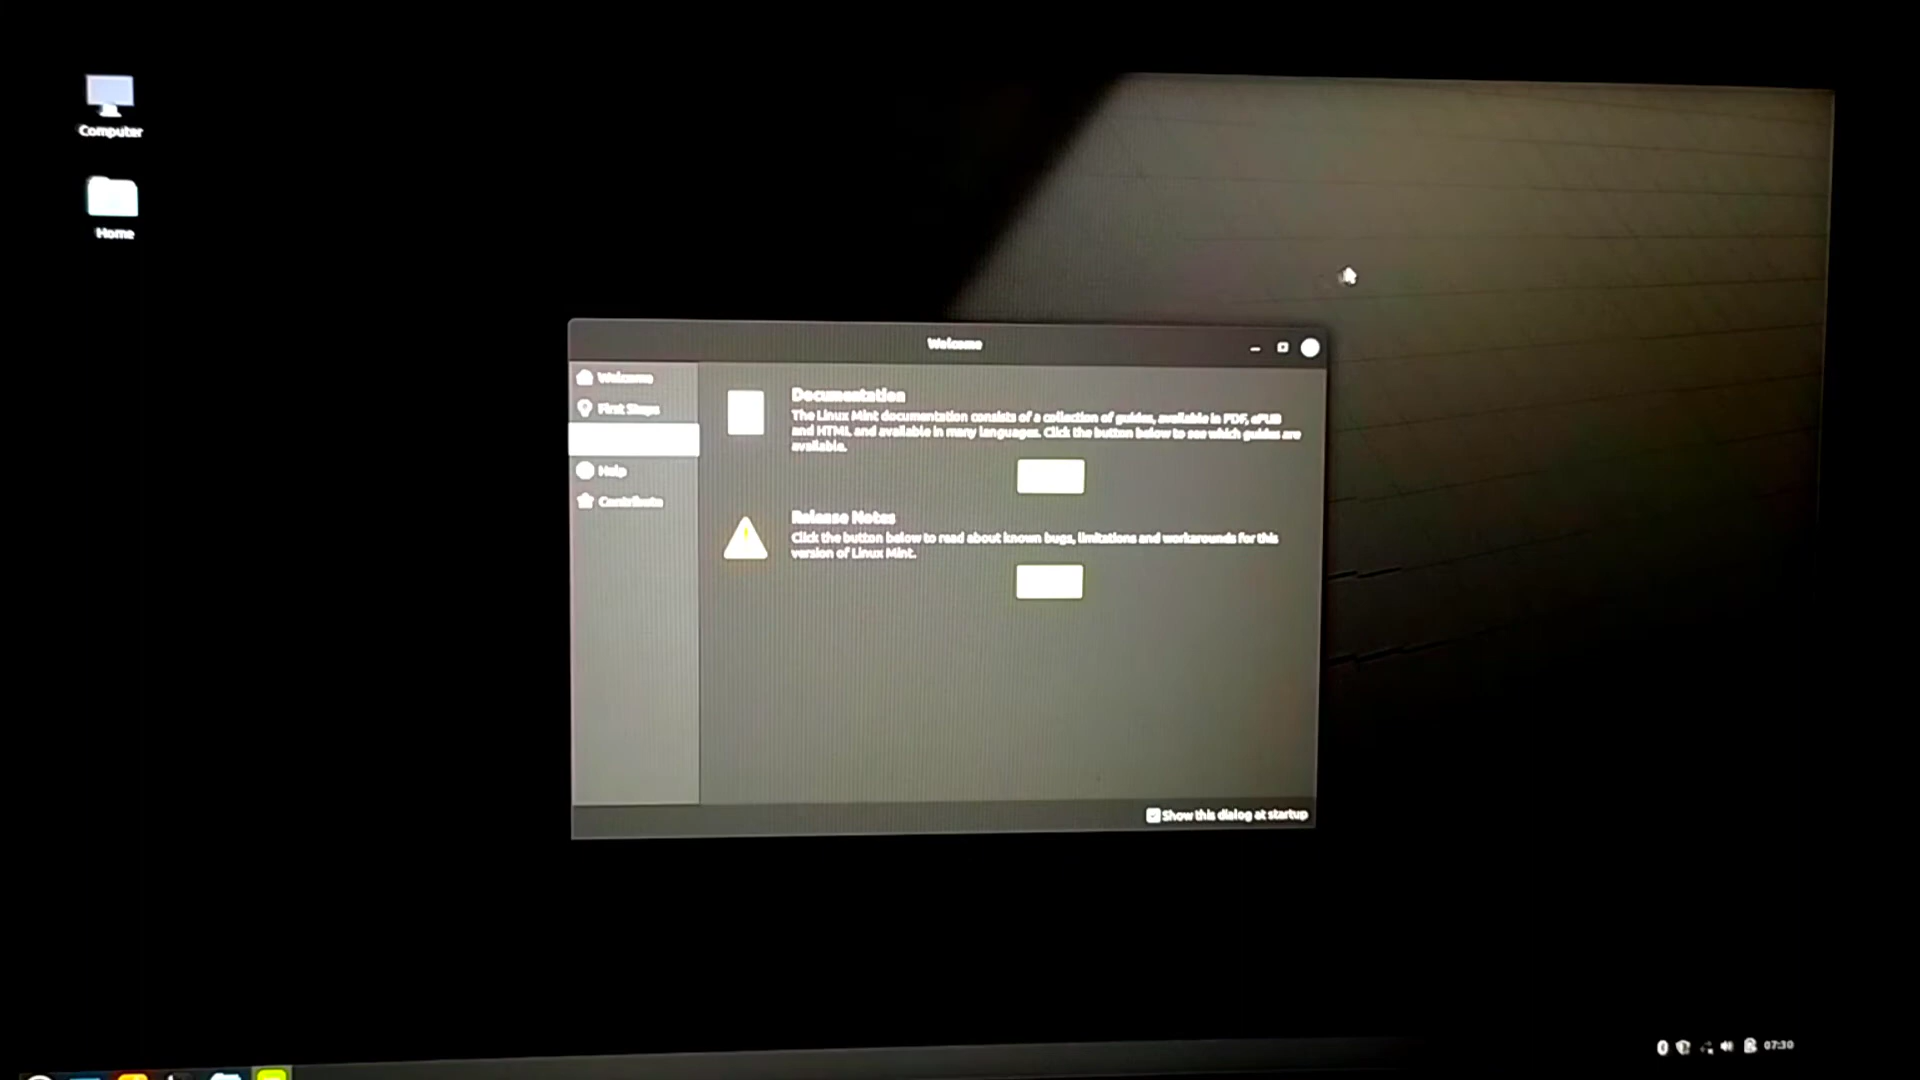 Computer
Home
Welcome
Welcome
First Steps
Help
Contribute
Documentation
The Linux Mint documentation consists of a collection of guides, available in PDF, ePUB
and HTML and available in many languages. Click the button below to see which guides are
available.
Release Notes
Click the button below to read about known bugs, limitations and workarounds for this
version of Linux Mint.
Show this dialog at startup
07:30